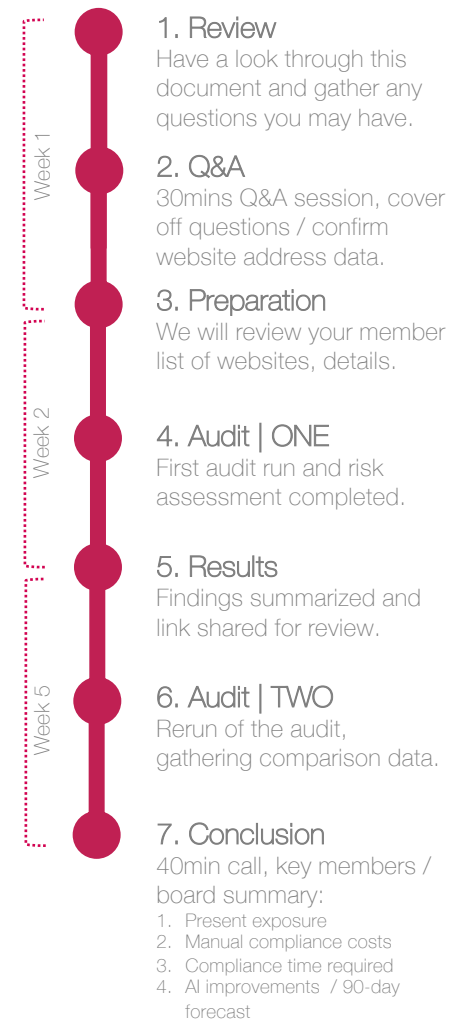 1. Review
Have a look through this
document and gather any
questions you may have.
Week 1
2. Q&A
30mins Q&A session, cover
off questions / confirm
website address data.
3. Preparation
We will review your member
list of websites, details.
Week 2
4. Audit | ONE
First audit run and risk
assessment completed.
5. Results
Findings summarized and
link shared for review.
Week 5
6. Audit | TWO
Rerun of the audit,
gathering comparison data.
7. Conclusion
40min call, key members /
board summary:
1. Present exposure
2. Manual compliance costs
3. Compliance time required
4. AI improvements / 90-day
forecast